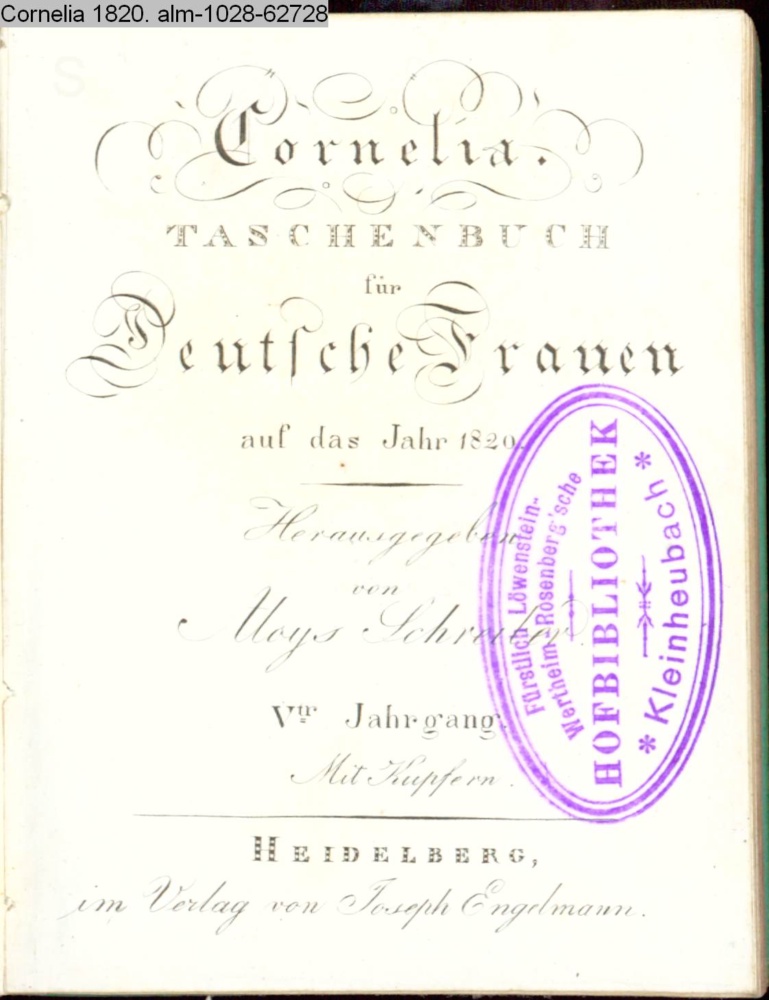 Cornelia 1820. alm-1028-62728
Cornelia.
TASCHENBUCH
für
Deutſche Frauen
auf das Jahr 1820.
Herausgegeben
von
Aloys Schreiber.
Vtr Jahrgang.
Mit Kupfern.
HEIDELBERG,
im Verlag von Joseph Engelmann.
Fürstlich Löwenstein-
Wertheim-Rosenberg'sche
HOFBIBLIOTHEK
* Kleinheubach *